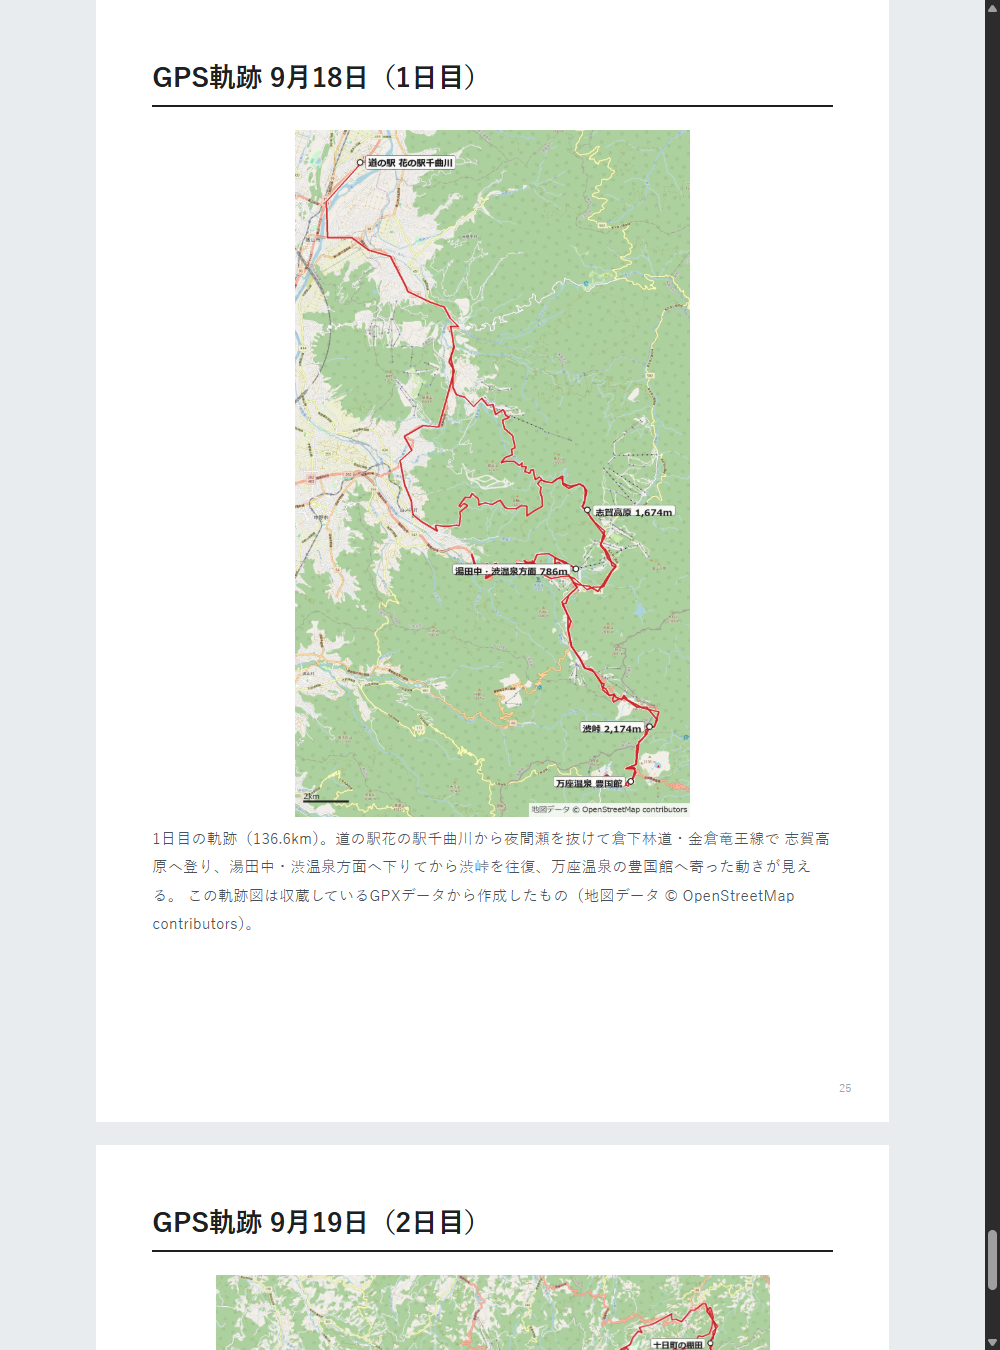 GPS軌跡 9月18日（1日目）
道の駅 花の駅千曲川
志賀高原 1,674m
湯田中・渋温泉方面 786m
渋峠 2,174m
万座温泉 豊国館
2km
地図データ © OpenStreetMap contributors
1日目の軌跡（136.6km）。道の駅花の駅千曲川から夜間瀬を抜けて倉下林道・金倉竜王線で 志賀高
原へ登り、湯田中・渋温泉方面へ下りてから渋峠を往復、万座温泉の豊国館へ寄った動きが見え
る。 この軌跡図は収蔵しているGPXデータから作成したもの（地図データ © OpenStreetMap
contributors）。
25
GPS軌跡 9月19日（2日目）
十日町の棚田